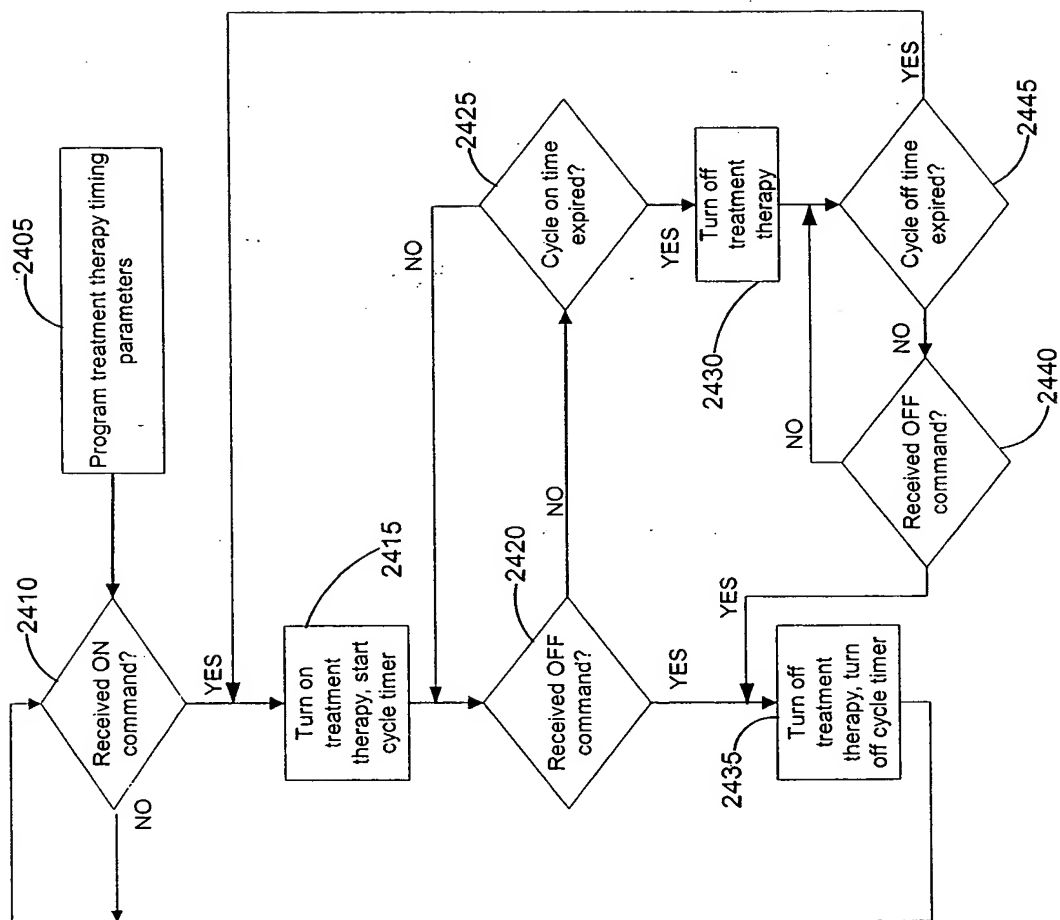 2405
Program treatment therapy timing
parameters
2410
Received ON
command?
NO
YES
2415
Turn on
treatment
therapy, start
cycle timer
NO
2420
Received OFF
command?
NO
YES
2425
Cycle on time
expired?
YES
Turn off
treatment
therapy
2430
YES
2445
Cycle off time
expired?
NO
NO
Received OFF
command?
2440
YES
2435
Turn off
treatment
therapy, turn
off cycle timer